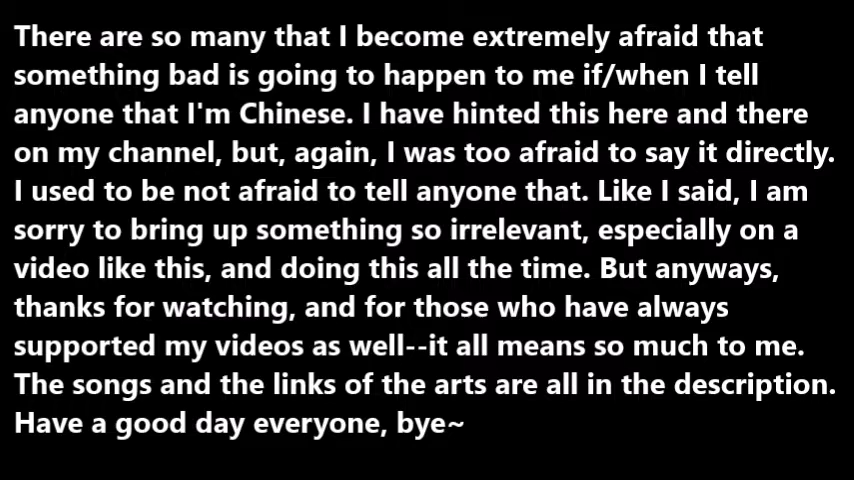 There are so many that I become extremely afraid that
something bad is going to happen to me if/when I tell
anyone that I'm Chinese. I have hinted this here and there
on my channel, but, again, I was too afraid to say it directly.
I used to be not afraid to tell anyone that. Like I said, I am
sorry to bring up something so irrelevant, especially on a
video like this, and doing this all the time. But anyways,
thanks for watching, and for those who have always
supported my videos as well--it all means so much to me.
The songs and the links of the arts are all in the description.
Have a good day everyone, bye~